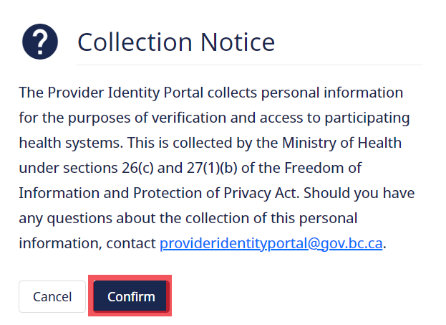 Collection Notice
The Provider Identity Portal collects personal information
for the purposes of verification and access to participating
health systems. This is collected by the Ministry of Health
under sections 26(c) and 27(1)(b) of the Freedom of
Information and Protection of Privacy Act. Should you have
any questions about the collection of this personal
information, contact provideridentityportal@gov.bc.ca.
Cancel Confirm